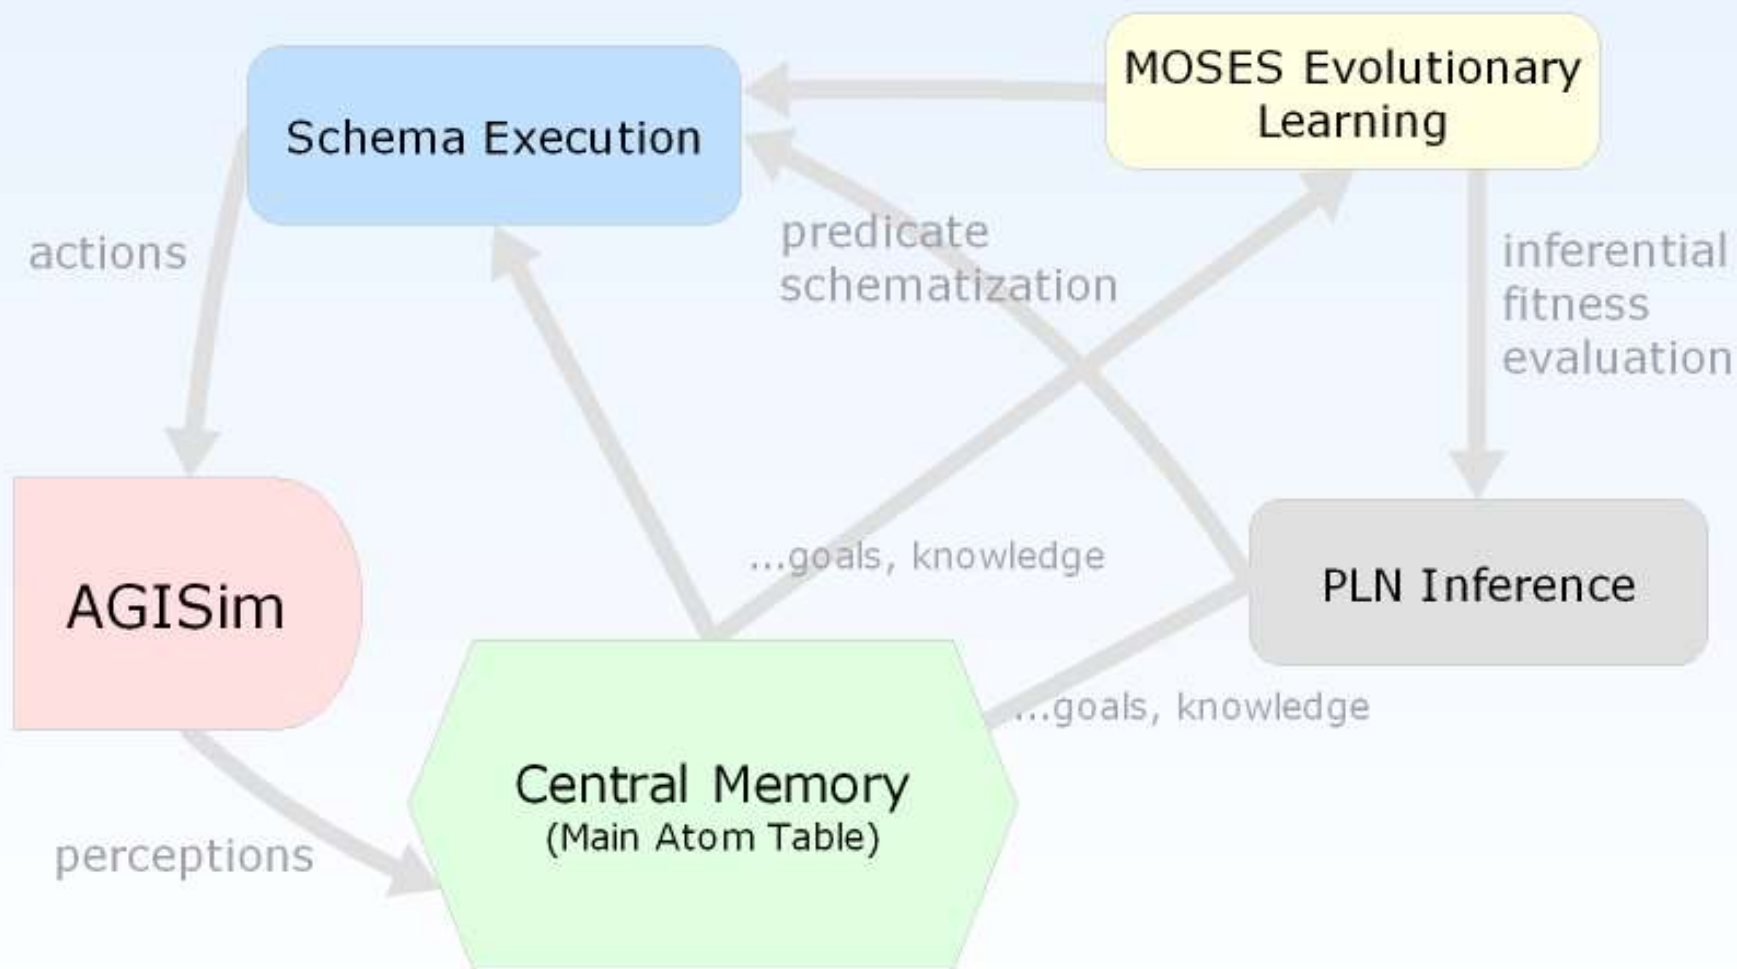 MOSES Evolutionary
Learning
Schema Execution
actions
predicate
schematization
inferential
fitness
evaluation
...goals, knowledge
AGISim
PLN Inference
...goals, knowledge
Central Memory
(Main Atom Table)
perceptions